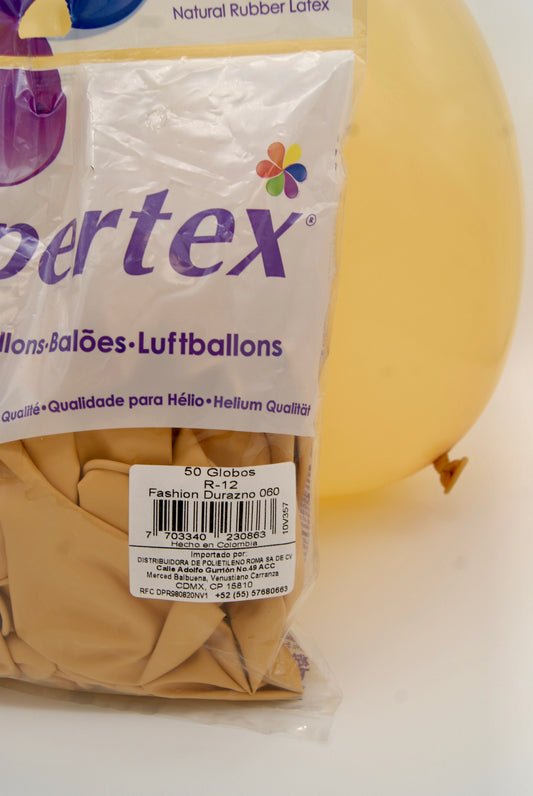 Natural Rubber Latex
pertex®
llons•Balões•Luftballons
Qualité•Qualidade para Hélio•Helium Qualität
50 Globos
R-12
Fashion Durazno 060
7 703340 230863
10V357
Hecho en Colombia
Importado por:
DISTRIBUIDORA DE POLIETILENO ROMA SA DE CV
Calle Adolfo Gurrión No.49 ACC
Merced Balbuena, Venustiano Carranza
CDMX, CP 15810
RFC DPR980820NV1 +52 (55) 57680663